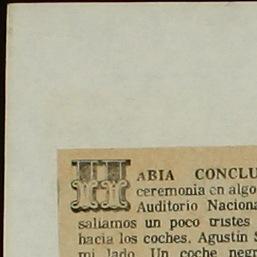 HABIA CONCLU
ceremonia en algo
Auditorio Naciona
salíamos un poco tristes
hacia los coches. Agustín S
mi lado. Un coche negr